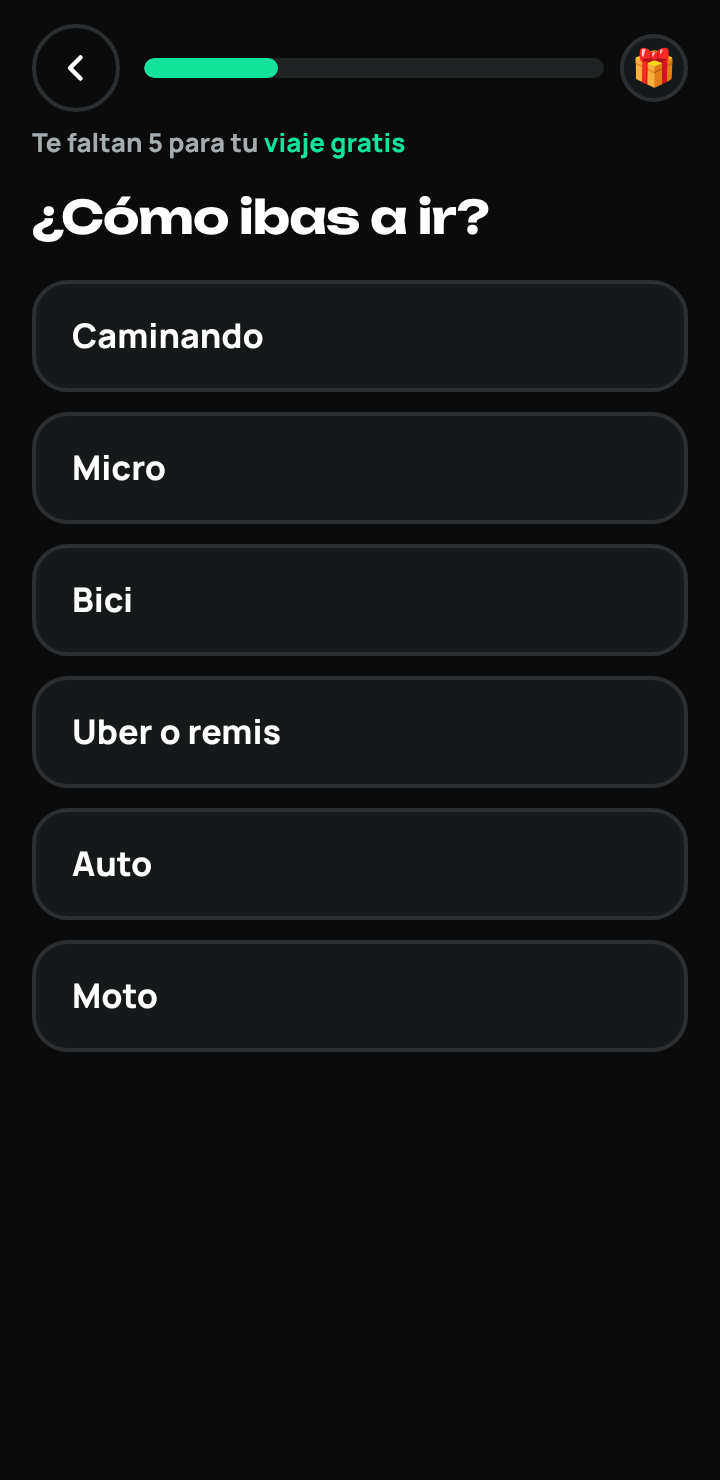 Te faltan 5 para tu viaje gratis
¿Cómo ibas a ir?
Caminando
Micro
Bici
Uber o remis
Auto
Moto